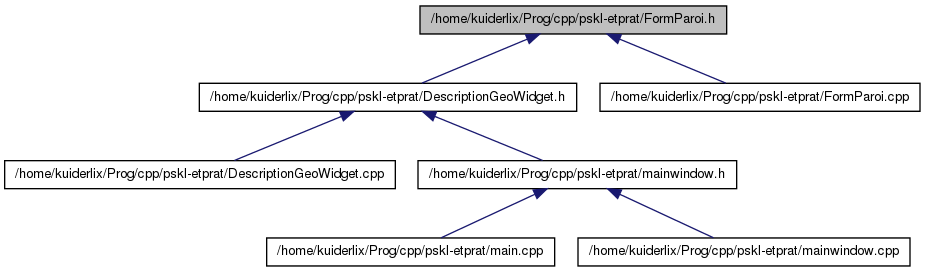 /home/kuiderlix/Prog/cpp/pskl-etprat/FormParoi.h
/home/kuiderlix/Prog/cpp/pskl-etprat/DescriptionGeoWidget.h
/home/kuiderlix/Prog/cpp/pskl-etprat/FormParoi.cpp
/home/kuiderlix/Prog/cpp/pskl-etprat/DescriptionGeoWidget.cpp
/home/kuiderlix/Prog/cpp/pskl-etprat/mainwindow.h
/home/kuiderlix/Prog/cpp/pskl-etprat/main.cpp
/home/kuiderlix/Prog/cpp/pskl-etprat/mainwindow.cpp